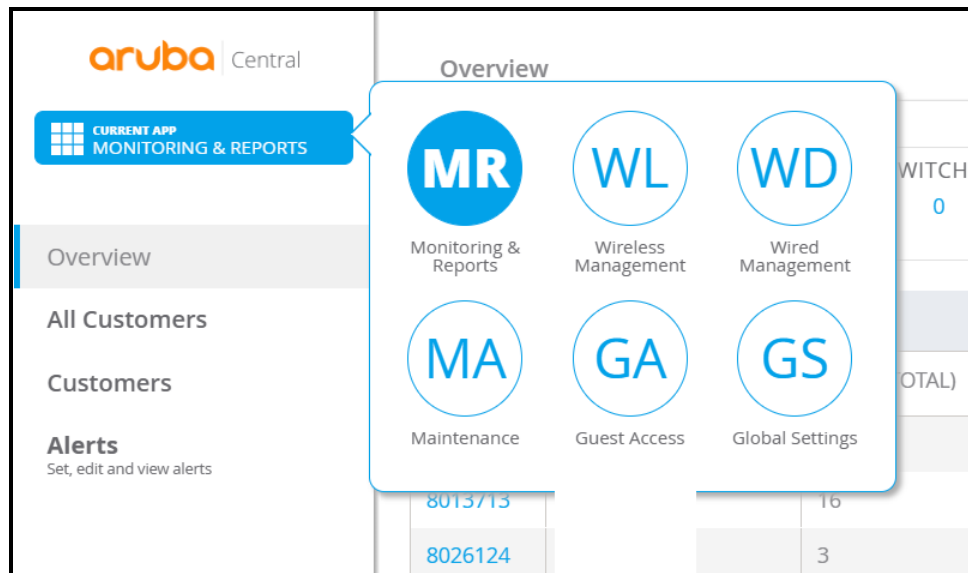 aruba Central
CURRENT APP
MONITORING & REPORTS
Overview
All Customers
Customers
Alerts
Set, edit and view alerts
Overview
MR
WL
WD
Monitoring &
Reports
Wireless
Management
Wired
Management
MA
GA
GS
Maintenance
Guest Access
Global Settings
WITCH
0
OTAL)
8013713
16
8026124
3